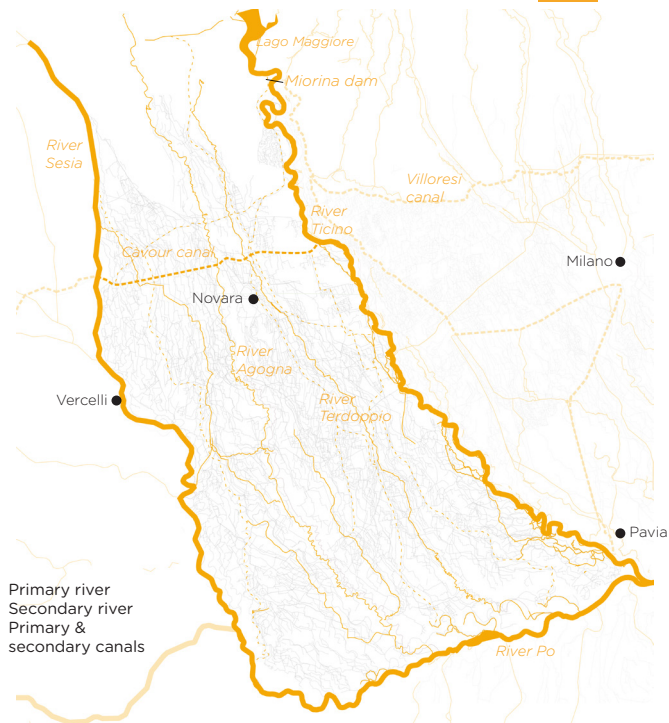 Lago Maggiore
Miorina dam
River
Sesia
Villoresi
canal
River
Ticino
Cavour canal
Milano
Novara
River
Agogna
River
Terdoppio
Vercelli
Pavia
Primary river
Secondary river
Primary &
secondary canals
River Po